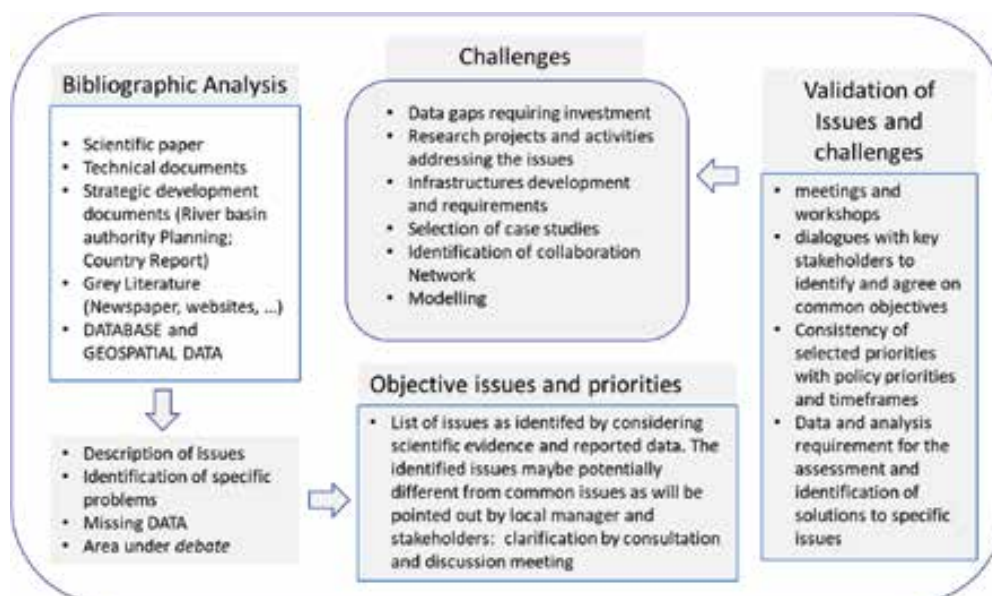 Bibliographic Analysis
• Scientific paper
• Technical documents
• Strategic development
documents (River basin
authority Planning;
Country Report)
• Grey Literature
(Newspaper, websites, ...)
• DATABASE and
GEOSPATIAL DATA
• Description of issues
• Identification of specific
problems
• Missing DATA
• Area under debate
Objective issues and priorities
• List of issues as identifed by considering
scientific evidence and reported data. The
identified issues maybe potentially
different from common issues as will be
pointed out by local manager and
stakeholders: clarification by consultation
and discussion meeting
Validation of
Issues and
challenges
• meetings and
workshops
• dialogues with key
stakeholders to
identify and agree on
common objectives
• Consistency of
selected priorities
with policy priorities
and timeframes
• Data and analysis
requirement for the
assessment and
identification of
solutions to specific
issues
Challenges
• Data gaps requiring investment
• Research projects and activities
addressing the issues
• Infrastructures development
and requirements
• Selection of case studies
• Identification of collaboration
Network
• Modelling